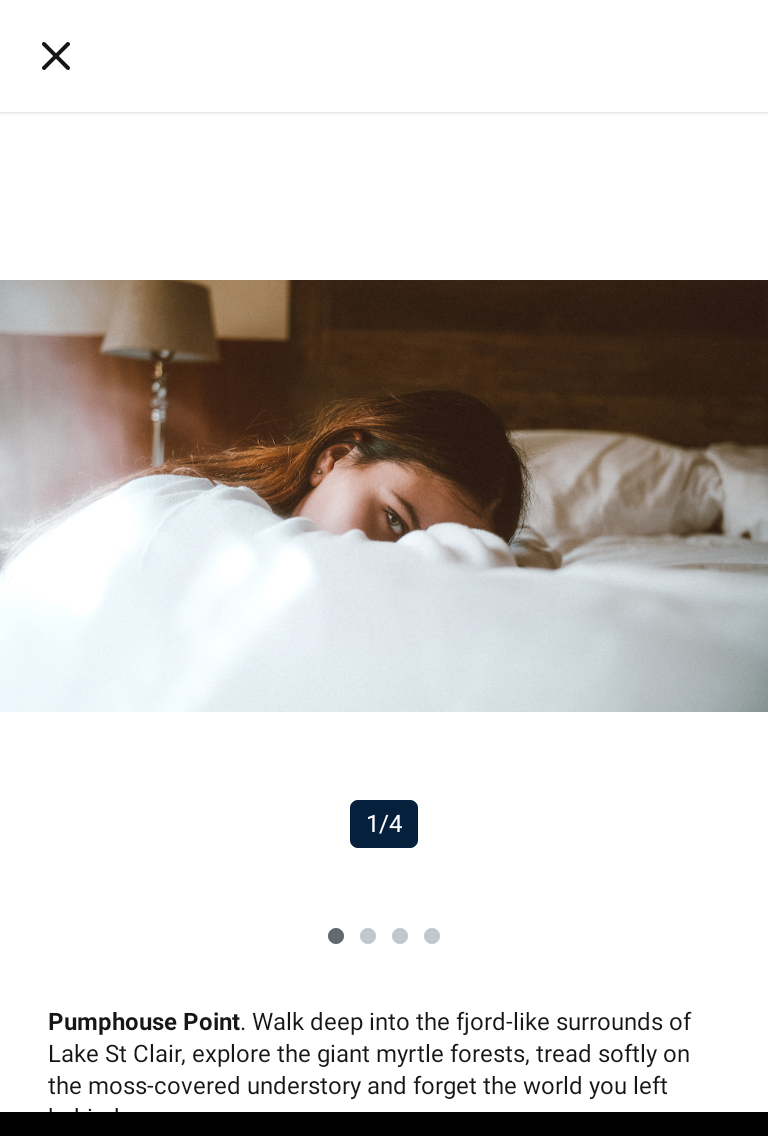 1/4
Pumphouse Point. Walk deep into the fjord-like surrounds of
Lake St Clair, explore the giant myrtle forests, tread softly on
the moss-covered understory and forget the world you left